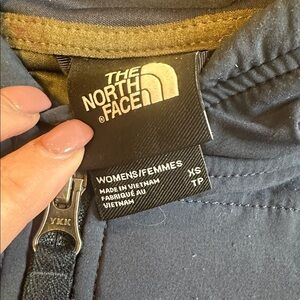 THE
NORTH
FACE
®
WOMENS/FEMMES
MADE IN VIETNAM
FABRIQUÉ AU
VIETNAM
XS
TP
YKK